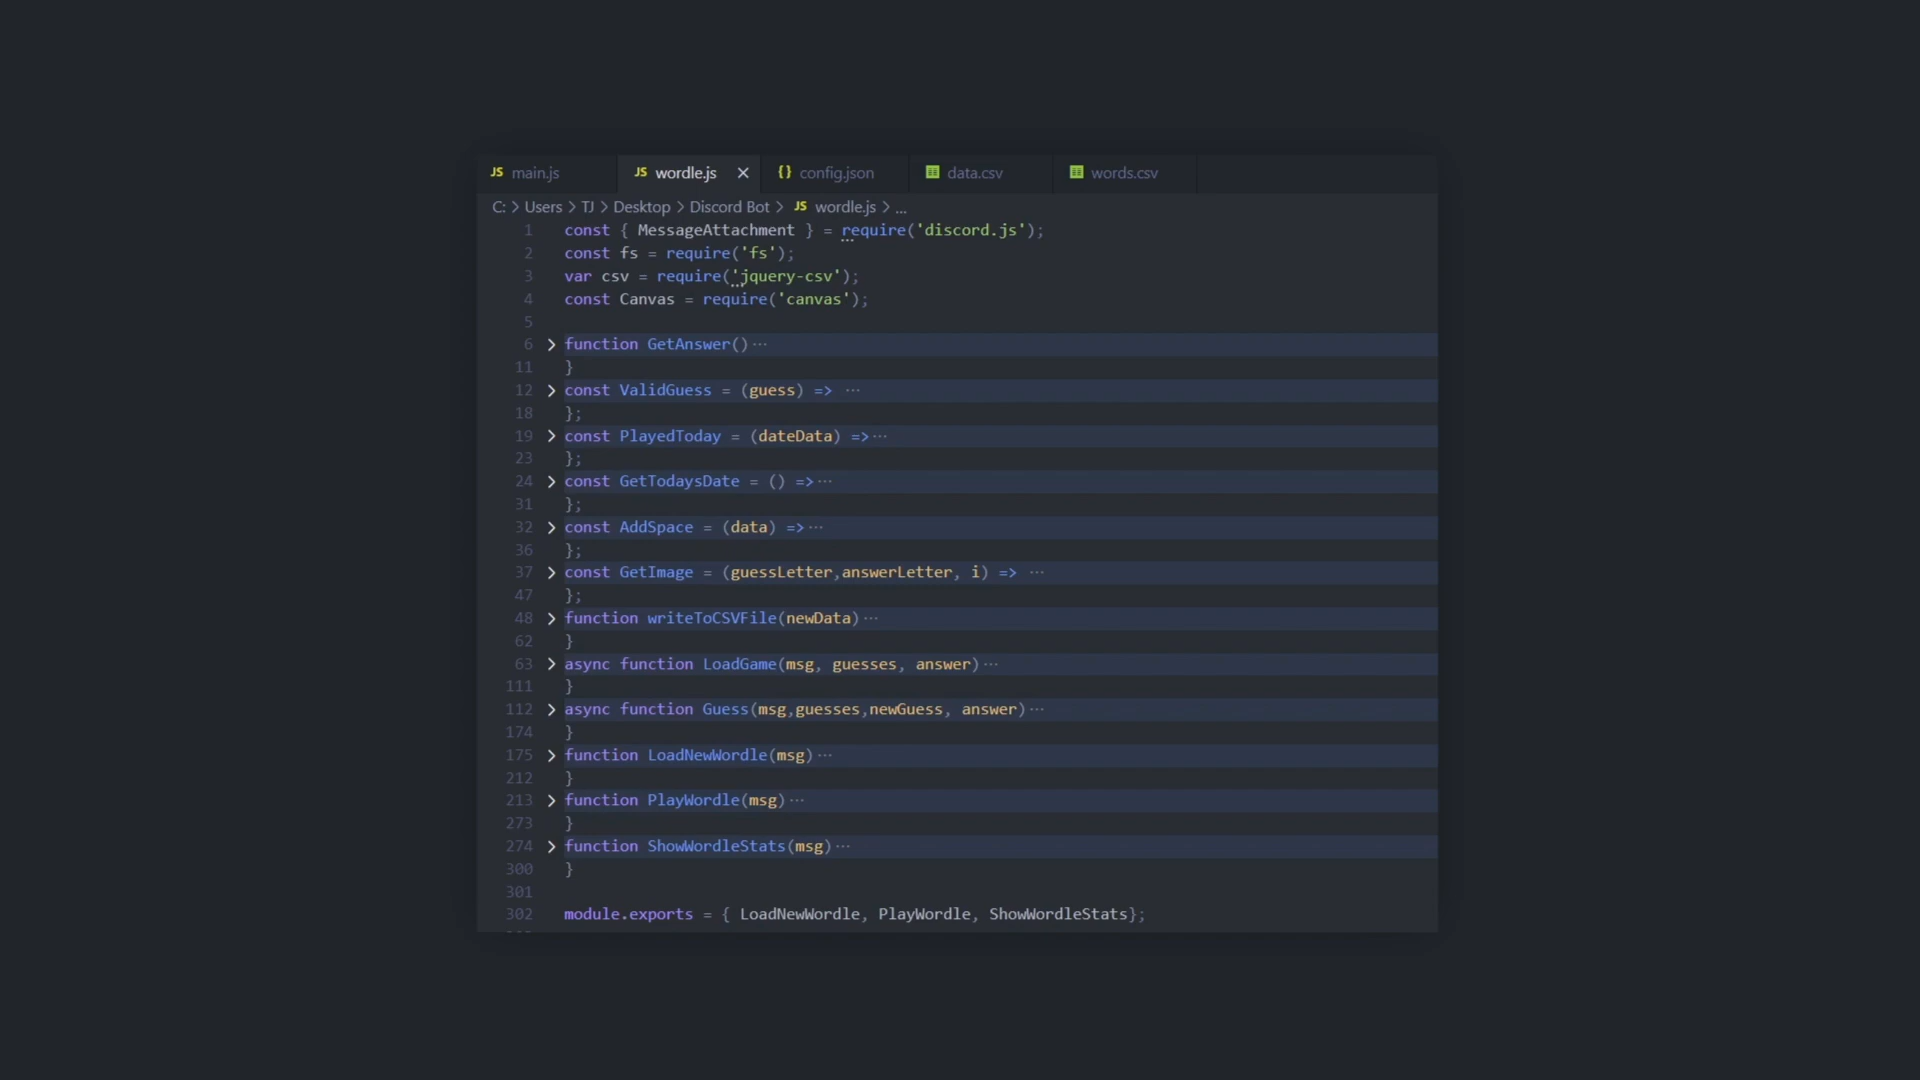 JS main.js JS wordle.js × {} config.json data.csv words.csv
C: > Users > TJ > Desktop > Discord Bot > JS wordle.js > ...
1 const { MessageAttachment } = require('discord.js');
2 const fs = require('fs');
3 var csv = require('jquery-csv');
4 const Canvas = require('canvas');
5
6 > function GetAnswer()···
11 }
12 > const ValidGuess = (guess) => ···
18 };
19 > const PlayedToday = (dateData) =>···
23 };
24 > const GetTodaysDate = () =>···
31 };
32 > const AddSpace = (data) =>···
36 };
37 > const GetImage = (guessLetter,answerLetter, i) => ···
47 };
48 > function writeToCSVFile(newData)···
62 }
63 > async function LoadGame(msg, guesses, answer)···
111 }
112 > async function Guess(msg,guesses,newGuess, answer)···
174 }
175 > function LoadNewWordle(msg)···
212 }
213 > function PlayWordle(msg)···
273 }
274 > function ShowWordleStats(msg)···
300 }
301
302 module.exports = { LoadNewWordle, PlayWordle, ShowWordleStats};